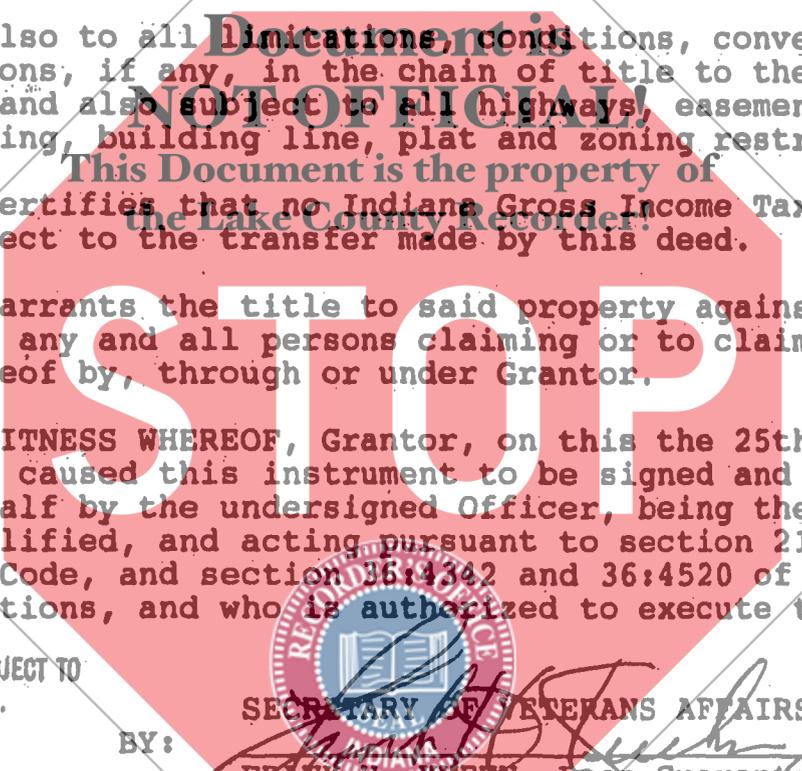 lso to all limitations, conditions, conve
Document is
ons, if any, in the chain of title to the
and also subject to all highways, easemen
NOT OFFICIAL!
ing, building line, plat and zoning restr
This Document is the property of
ertifies that no Indiana Gross Income Tax
the Lake County Recorder!
ect to the transfer made by this deed.
arrants the title to said property agains
any and all persons claiming or to claim
eof by, through or under Grantor.
STOP
ITNESS WHEREOF, Grantor, on this the 25th
caused this instrument to be signed and
alf by the undersigned Officer, being the
lified, and acting pursuant to section 21
Code, and section 36:4342 and 36:4520 of
tions, and who is authorized to execute t
RECORDER'S OFFICE
SEAL
INDIANA
JECT TO
SECRETARY OF VETERANS AFFAIRS
BY: